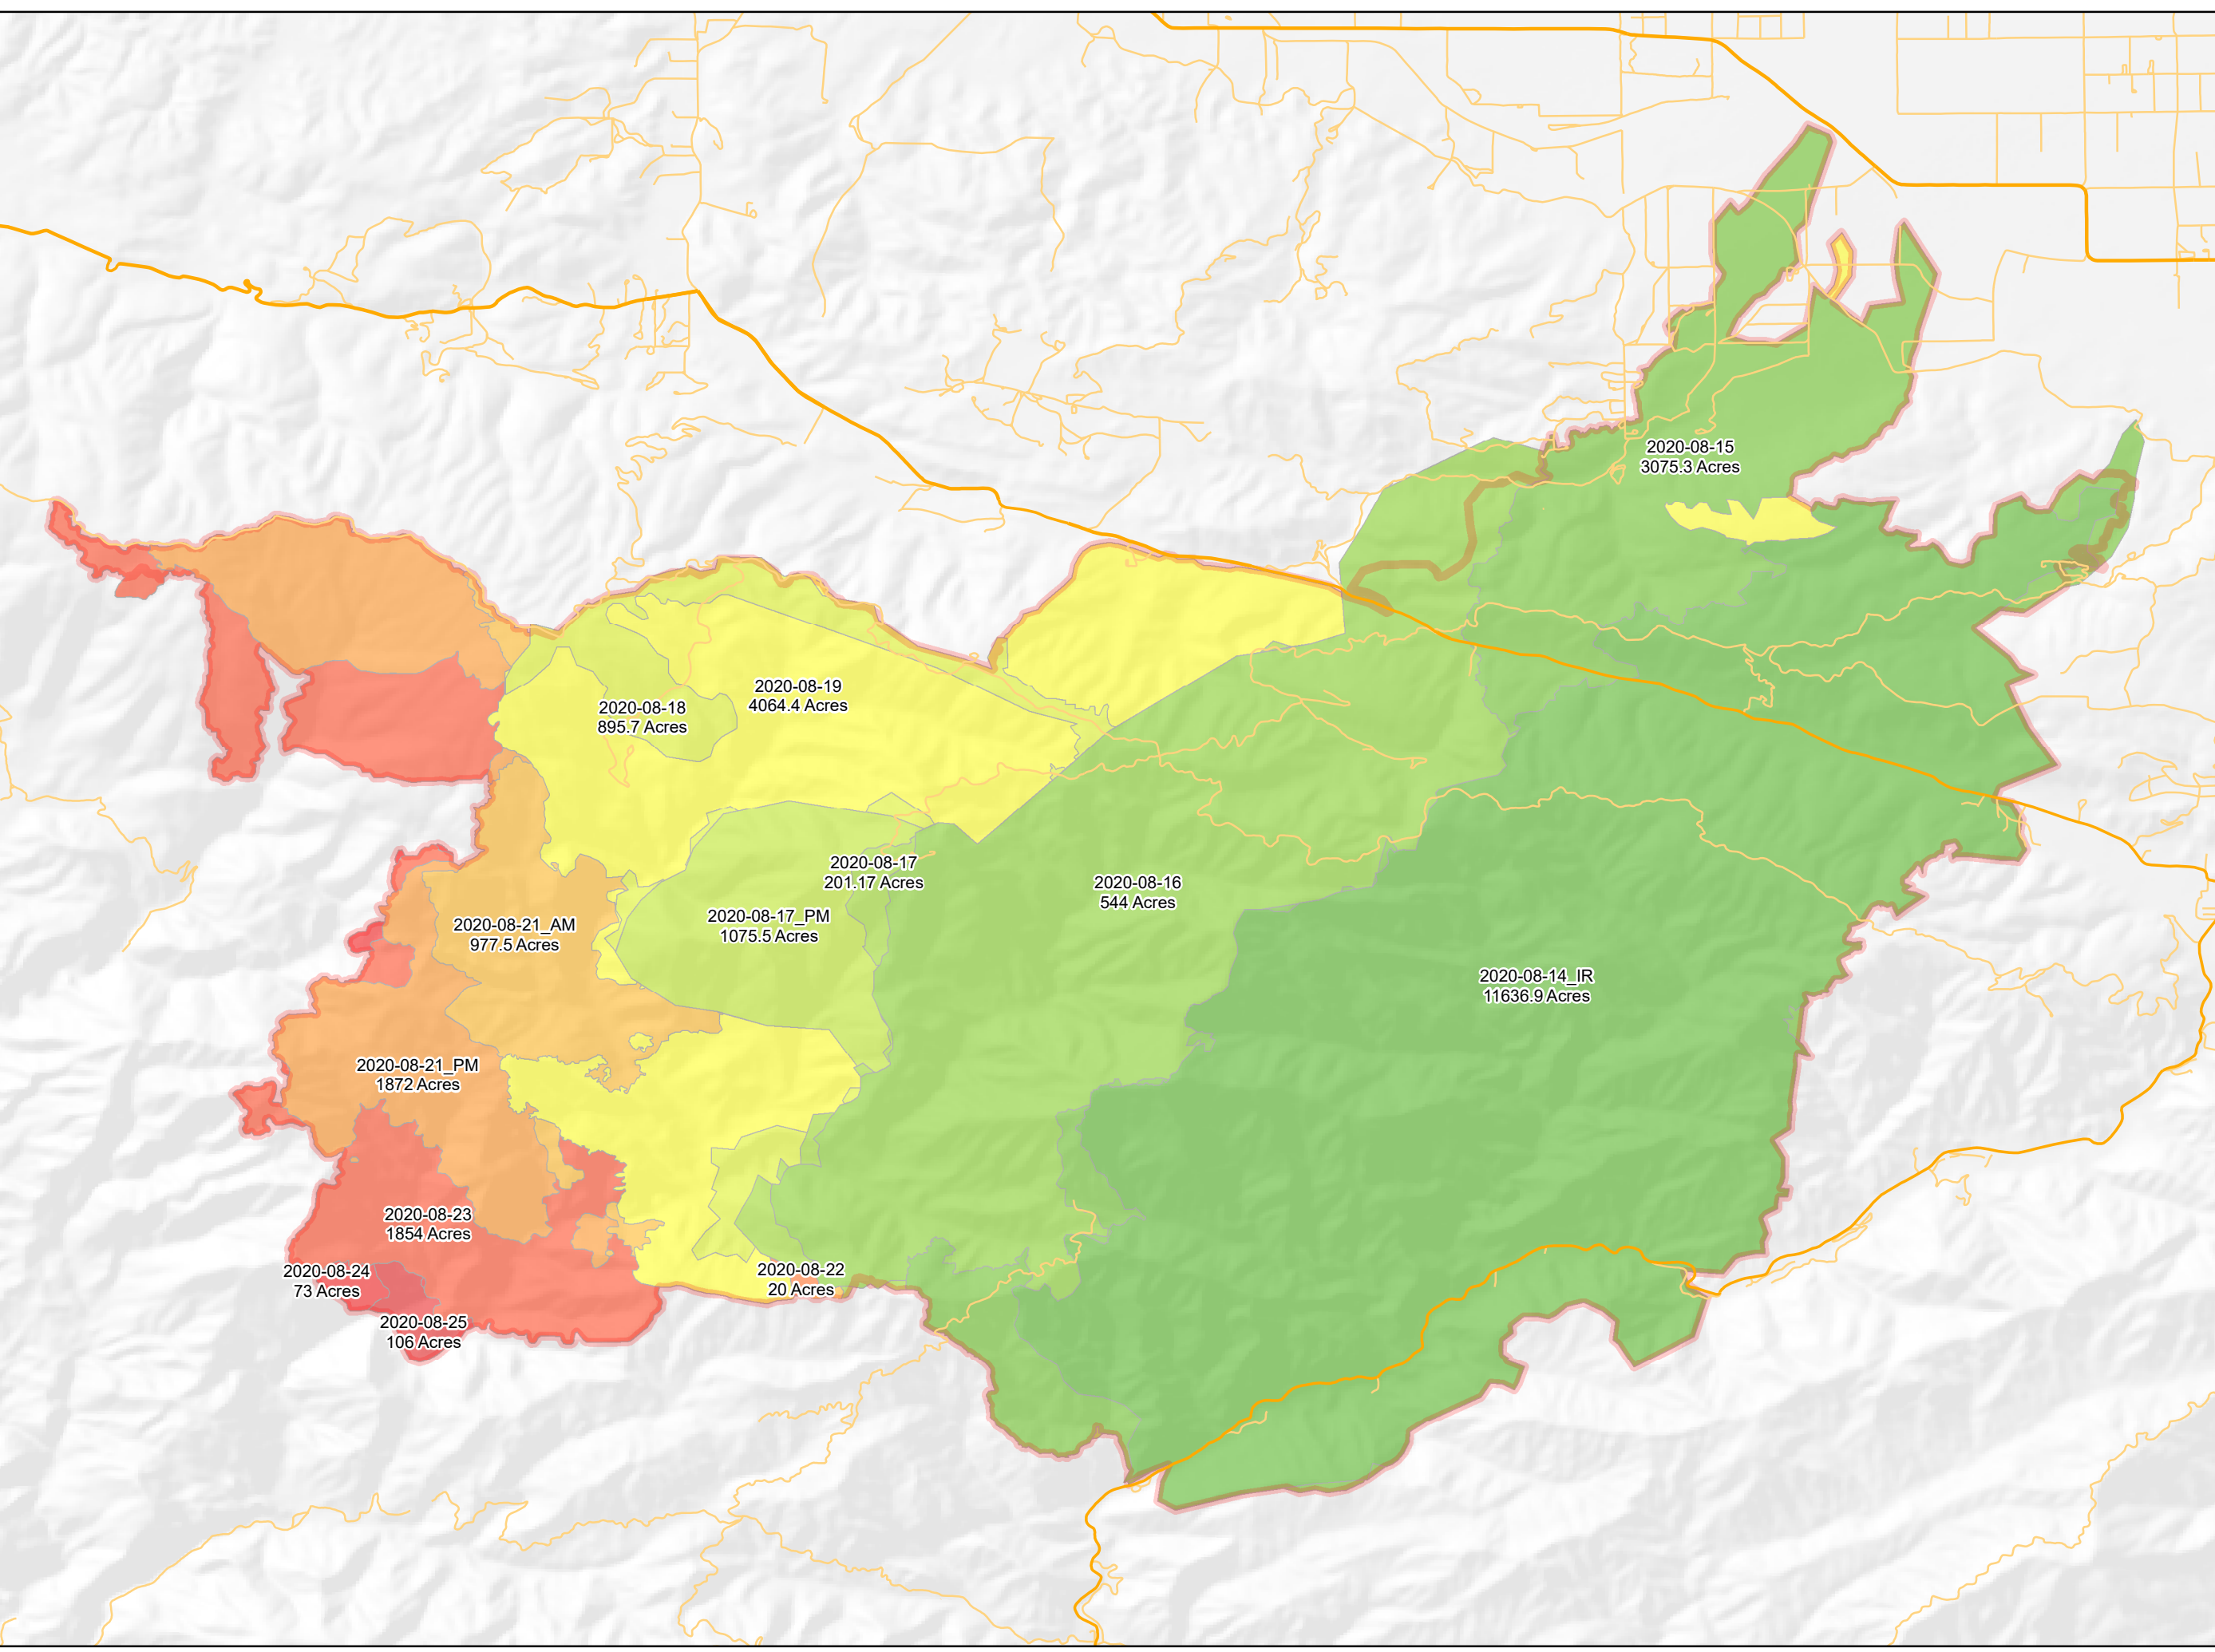 2020-08-15
3075.3 Acres
2020-08-19
4064.4 Acres
2020-08-18
895.7 Acres
2020-08-17
201.17 Acres
2020-08-16
544 Acres
2020-08-17_PM
1075.5 Acres
2020-08-21_AM
977.5 Acres
2020-08-14_IR
11636.9 Acres
2020-08-21_PM
1872 Acres
2020-08-23
1854 Acres
2020-08-24
73 Acres
2020-08-22
20 Acres
2020-08-25
106 Acres